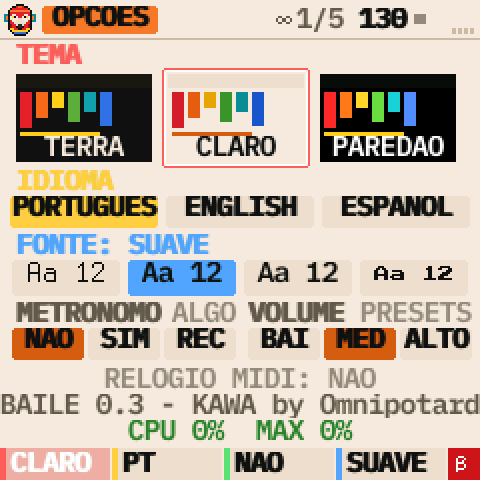 OPCOES ∞1/5 130
TEMA
TERRA CLARO PAREDAO
IDIOMA
PORTUGUES ENGLISH ESPANOL
FONTE: SUAVE
Aa 12 Aa 12 Aa 12 Aa 12
METRONOMO ALGO VOLUME PRESETS
NAO SIM REC BAI MED ALTO
RELOGIO MIDI: NAO
BAILE 0.3 - KAWA by Omnipotard
CPU 0% MAX 0%
CLARO PT NAO SUAVE β